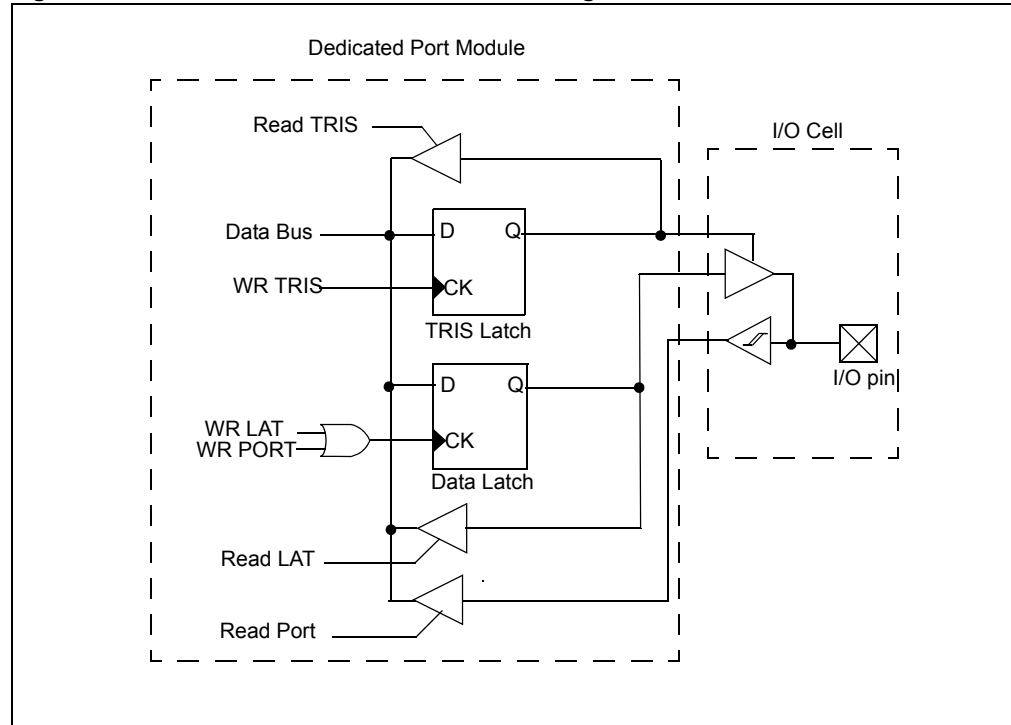 Dedicated Port Module
Read TRIS
I/O Cell
Data Bus
D
Q
WR TRIS
CK
TRIS Latch
I/O pin
D
Q
WR LAT
WR PORT
CK
Data Latch
Read LAT
Read Port